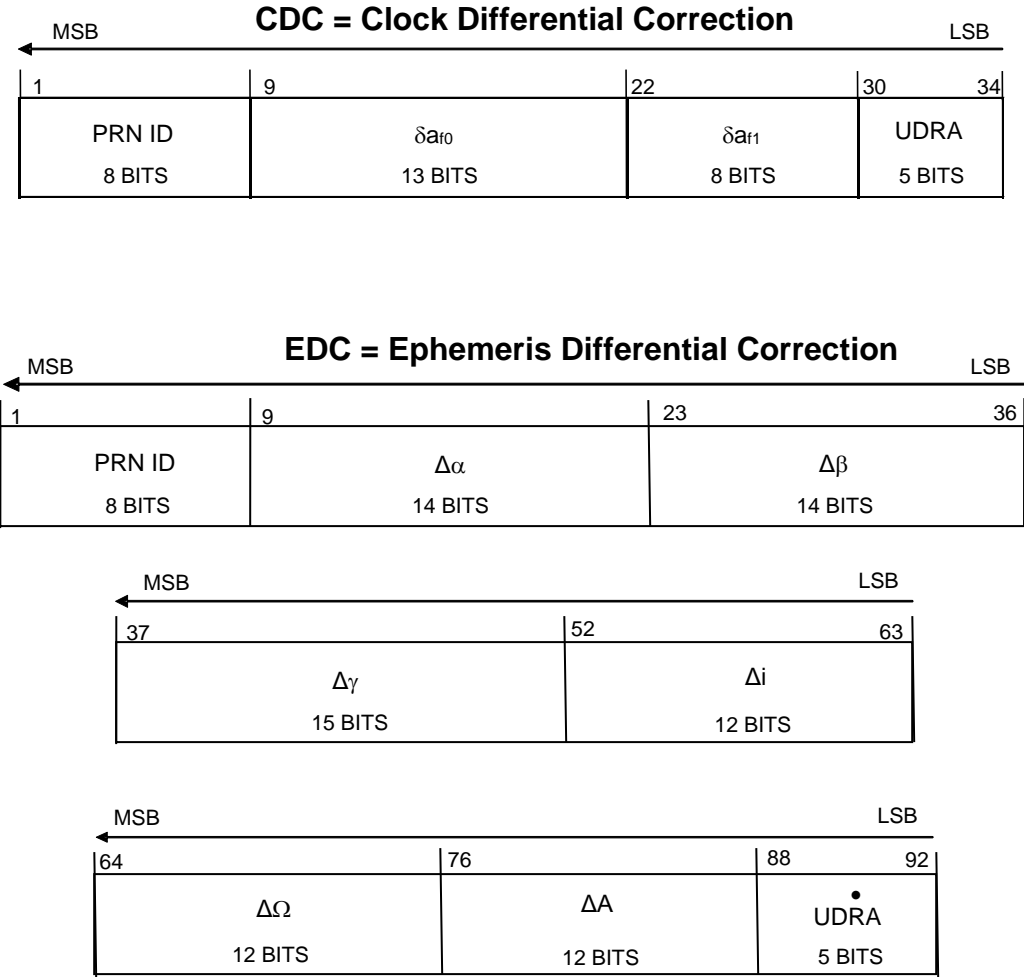 CDC = Clock Differential Correction
MSB LSB
1 9 22 30 34
PRN ID δaf0 δaf1 UDRA
8 BITS 13 BITS 8 BITS 5 BITS
EDC = Ephemeris Differential Correction
MSB LSB
1 9 23 36
PRN ID Δα Δβ
8 BITS 14 BITS 14 BITS
MSB LSB
37 52 63
Δγ Δi
15 BITS 12 BITS
MSB LSB
64 76 88 92
ΔΩ ΔA UDṘA
12 BITS 12 BITS 5 BITS